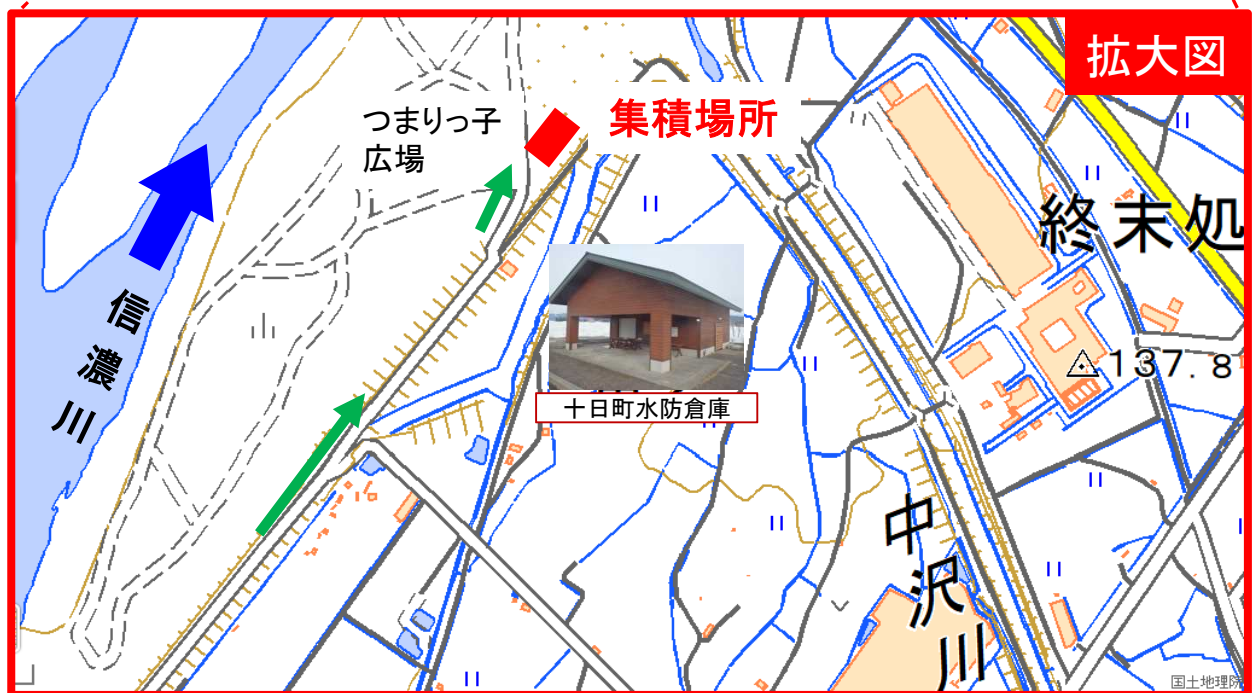 拡大図
つまりっ子
広場
集積場所
終末処
信濃川
137.8
十日町水防倉庫
中沢川
国土地理院